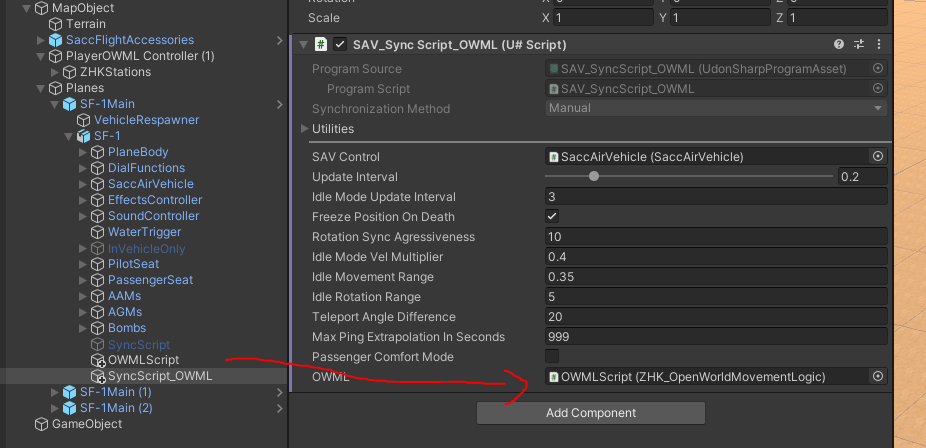 MapObject
Terrain
SaccFlightAccessories
PlayerOWML Controller (1)
ZHKStations
Planes
SF-1Main
VehicleRespawner
SF-1
PlaneBody
DialFunctions
SaccAirVehicle
EffectsController
SoundController
WaterTrigger
InVehicleOnly
PilotSeat
PassengerSeat
AAMs
AGMs
Bombs
SyncScript
OWMLScript
SyncScript_OWML
SF-1Main (1)
SF-1Main (2)
GameObject
Scale X 1 Y 1 Z 1
SAV_Sync Script_OWML (U# Script)
Program Source SAV_SyncScript_OWML (UdonSharpProgramAsset)
Program Script SAV_SyncScript_OWML
Synchronization Method Manual
Utilities
SAV Control SaccAirVehicle (SaccAirVehicle)
Update Interval 0.2
Idle Mode Update Interval 3
Freeze Position On Death
Rotation Sync Agressiveness 10
Idle Mode Vel Multiplier 0.4
Idle Movement Range 0.35
Idle Rotation Range 5
Teleport Angle Difference 20
Max Ping Extrapolation In Seconds 999
Passenger Comfort Mode
OWML OWMLScript (ZHK_OpenWorldMovementLogic)
Add Component